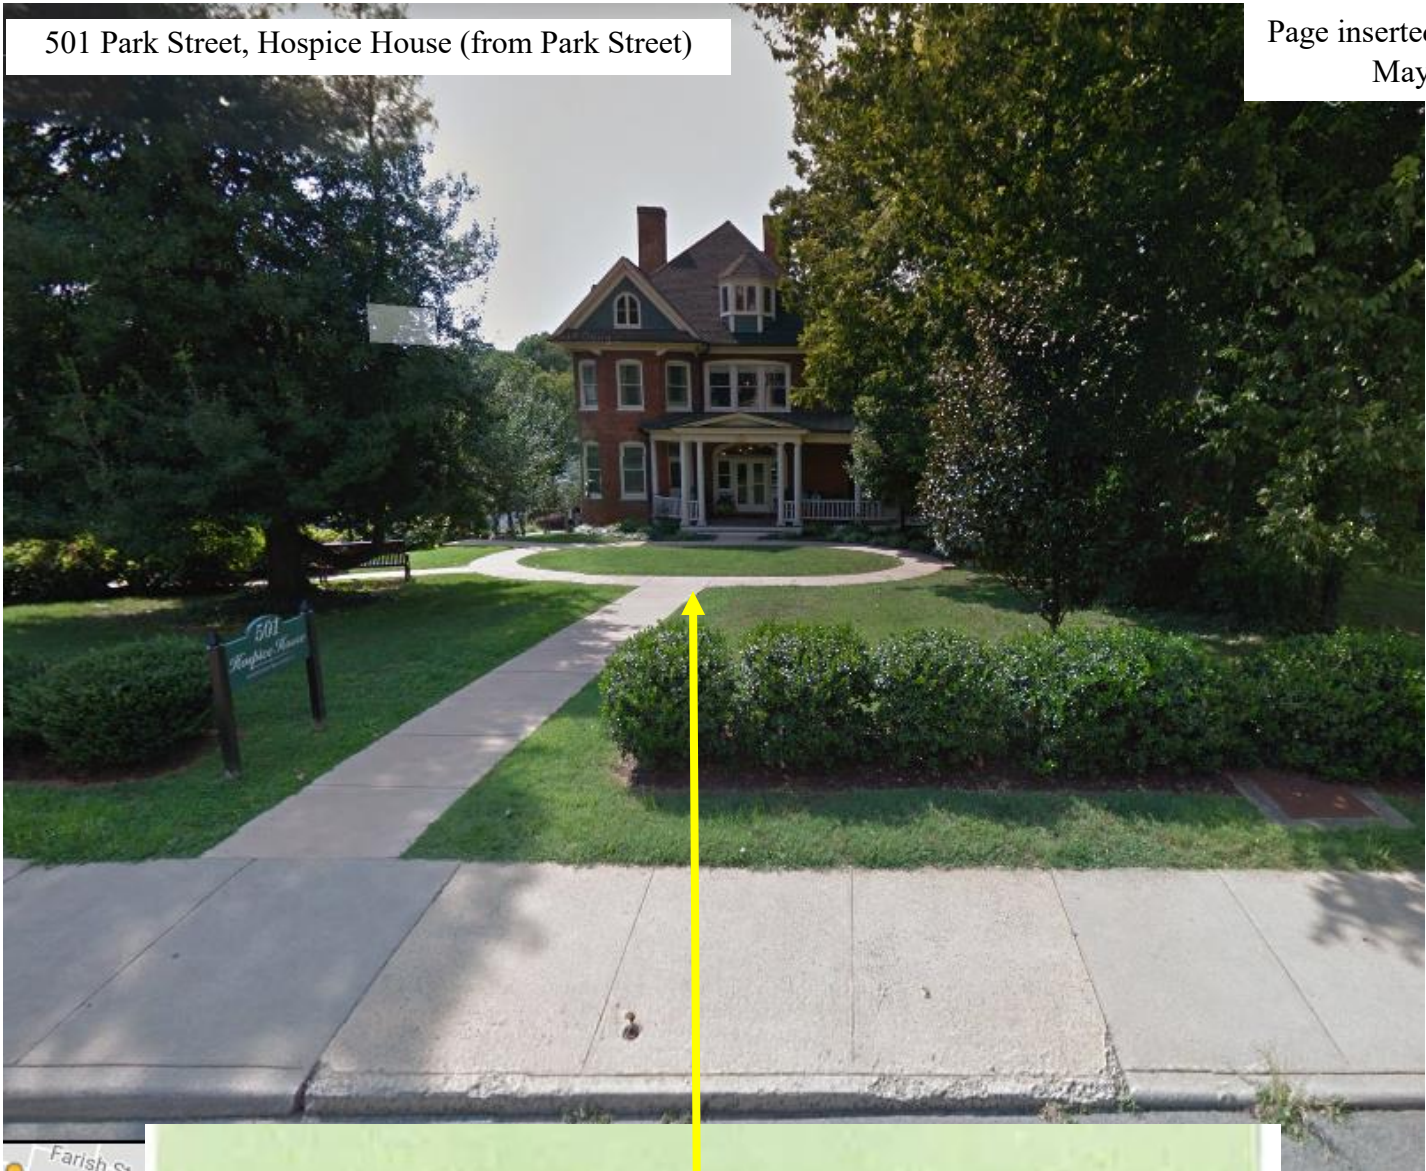 501 Park Street, Hospice House (from Park Street)
Page inserted
May
501
Hospice House
Farish St